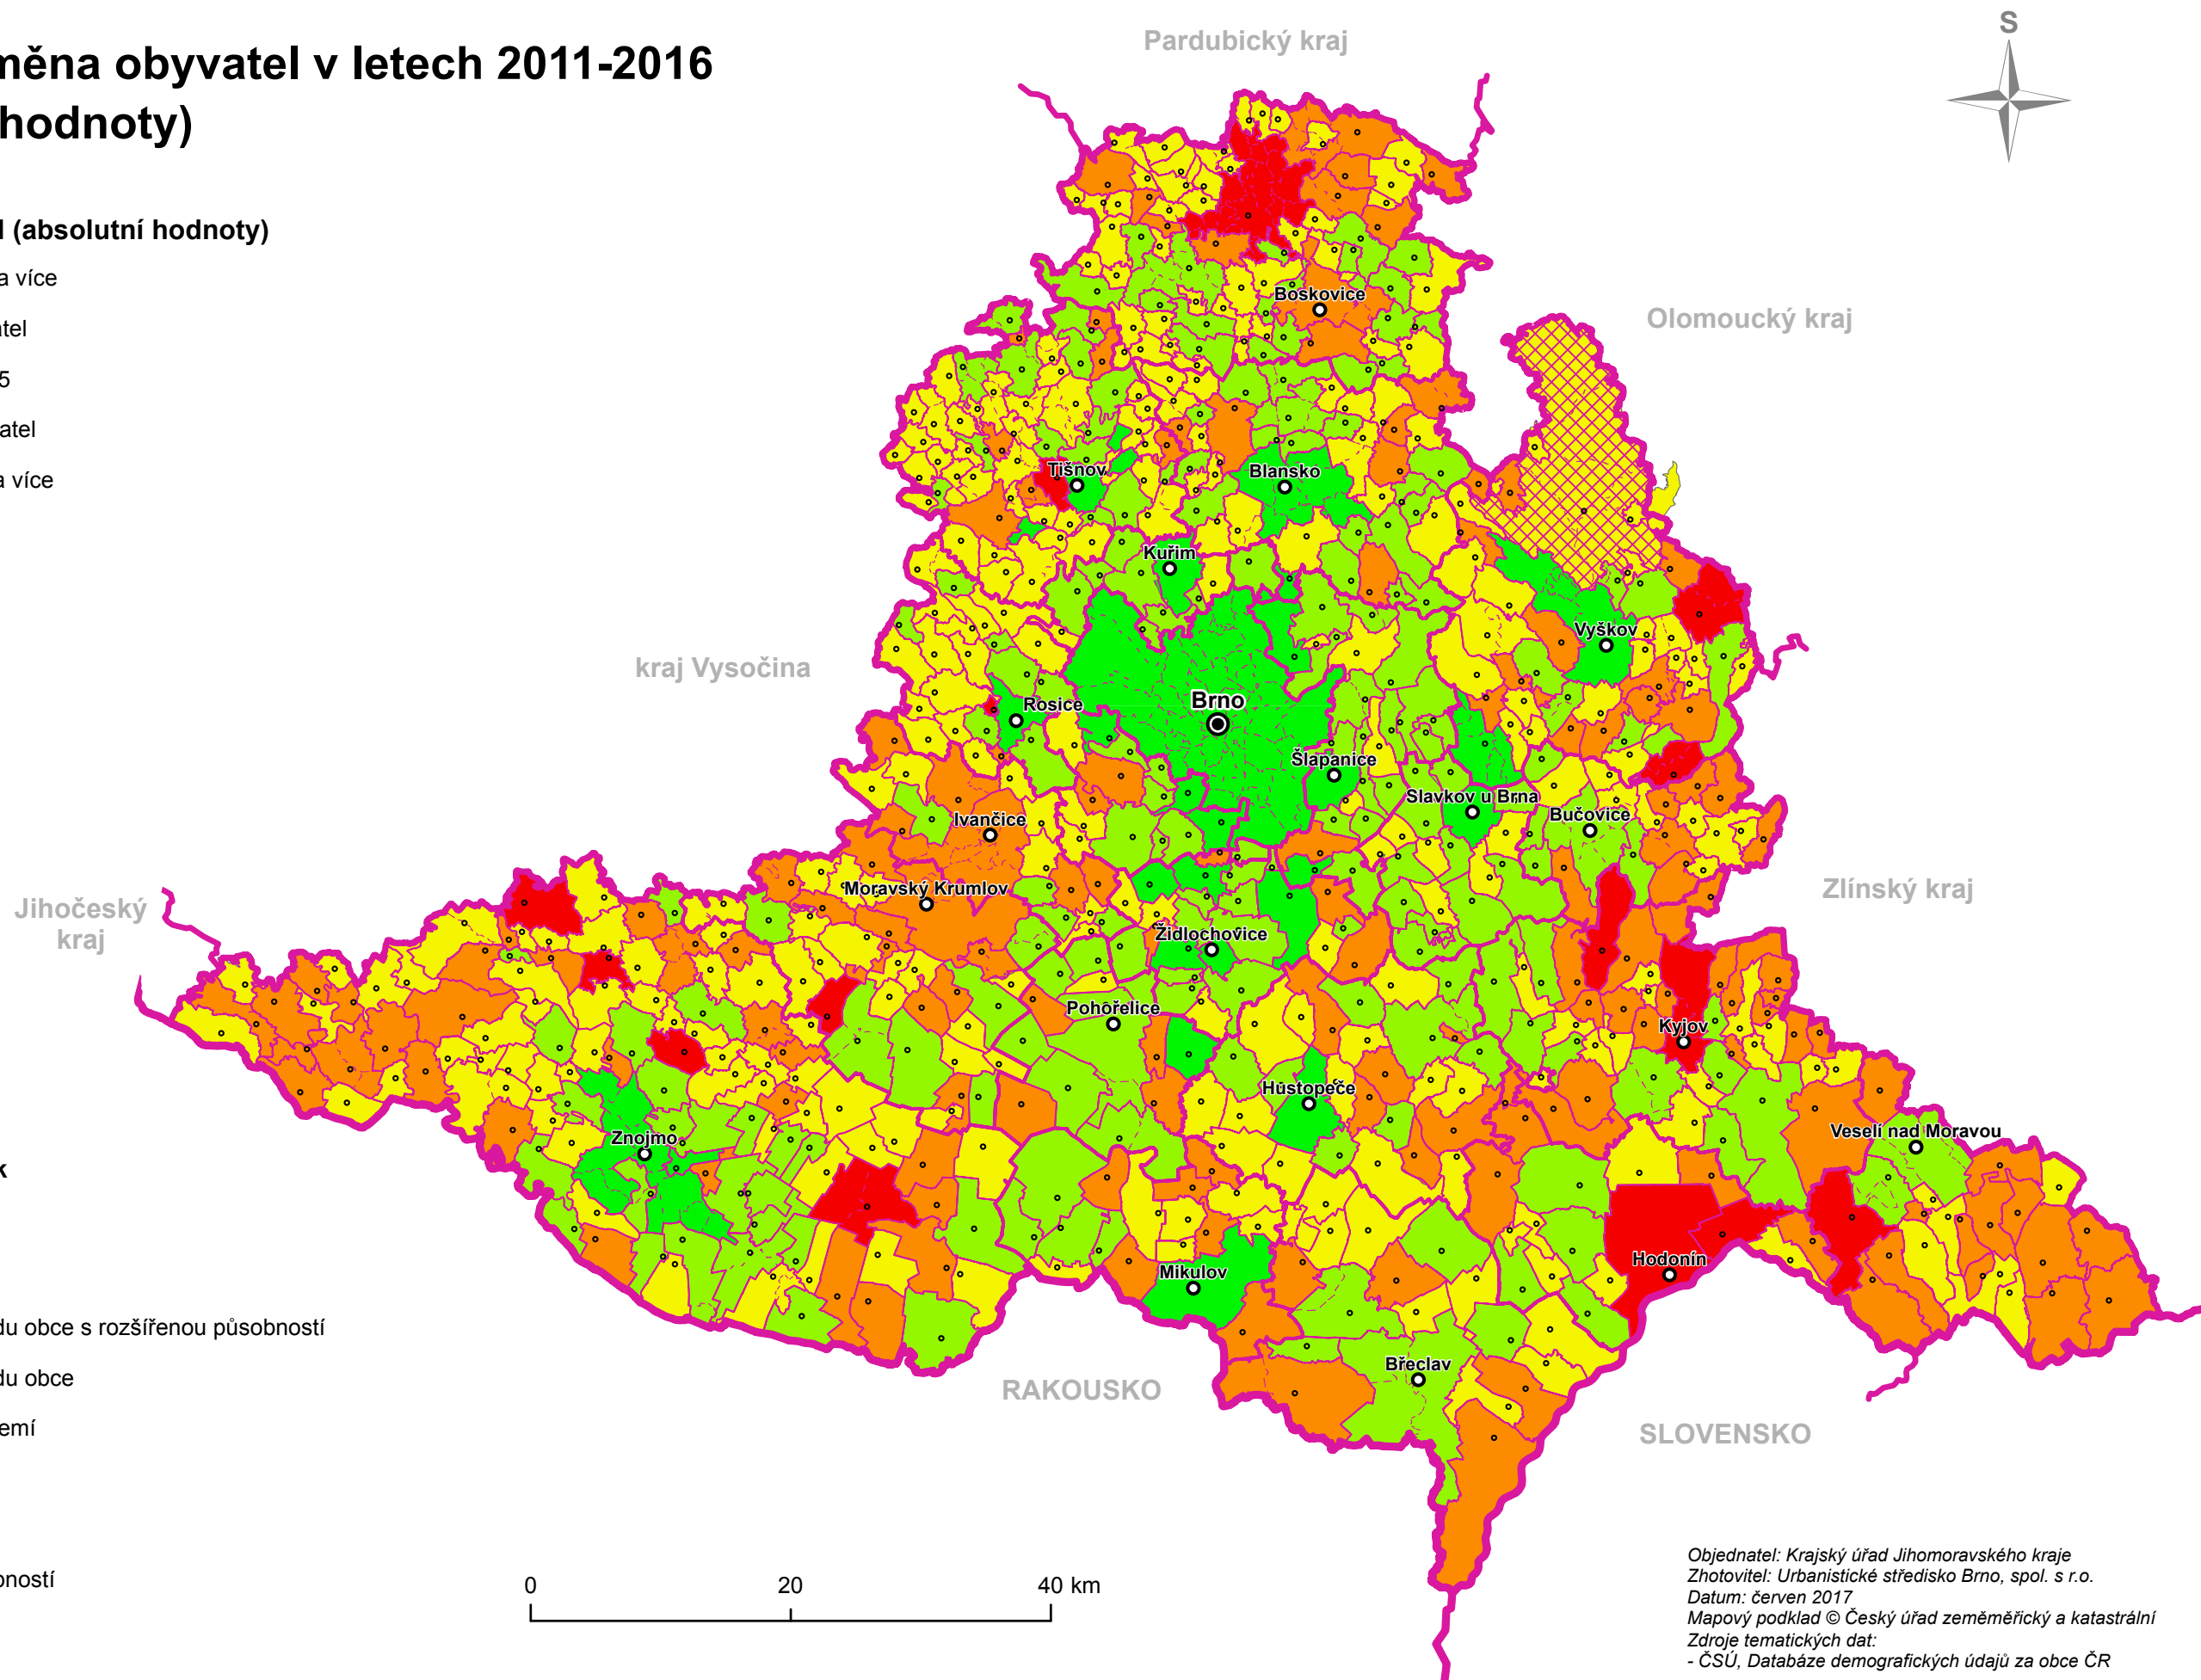 měna obyvatel v letech 2011-2016
hodnoty)
S
Pardubický kraj
Olomoucký kraj
kraj Vysočina
Jihočeský
kraj
Zlínský kraj
RAKOUSKO
SLOVENSKO
l (absolutní hodnoty)
a více
atel
5
atel
a více
k
du obce s rozšířenou působností
du obce
emí
bností
Boskovice
Tišnov
Blansko
Kuřim
Vyškov
Rosice
Brno
Šlapanice
Slavkov u Brna
Bučovice
Ivančice
Moravský Krumlov
Židlochovice
Pohořelice
Kyjov
Hustopeče
Znojmo
Veselí nad Moravou
Mikulov
Hodonín
Břeclav
0 20 40 km
Objednatel: Krajský úřad Jihomoravského kraje
Zhotovitel: Urbanistické středisko Brno, spol. s r.o.
Datum: červen 2017
Mapový podklad © Český úřad zeměměřický a katastrální
Zdroje tematických dat:
- ČSÚ, Databáze demografických údajů za obce ČR